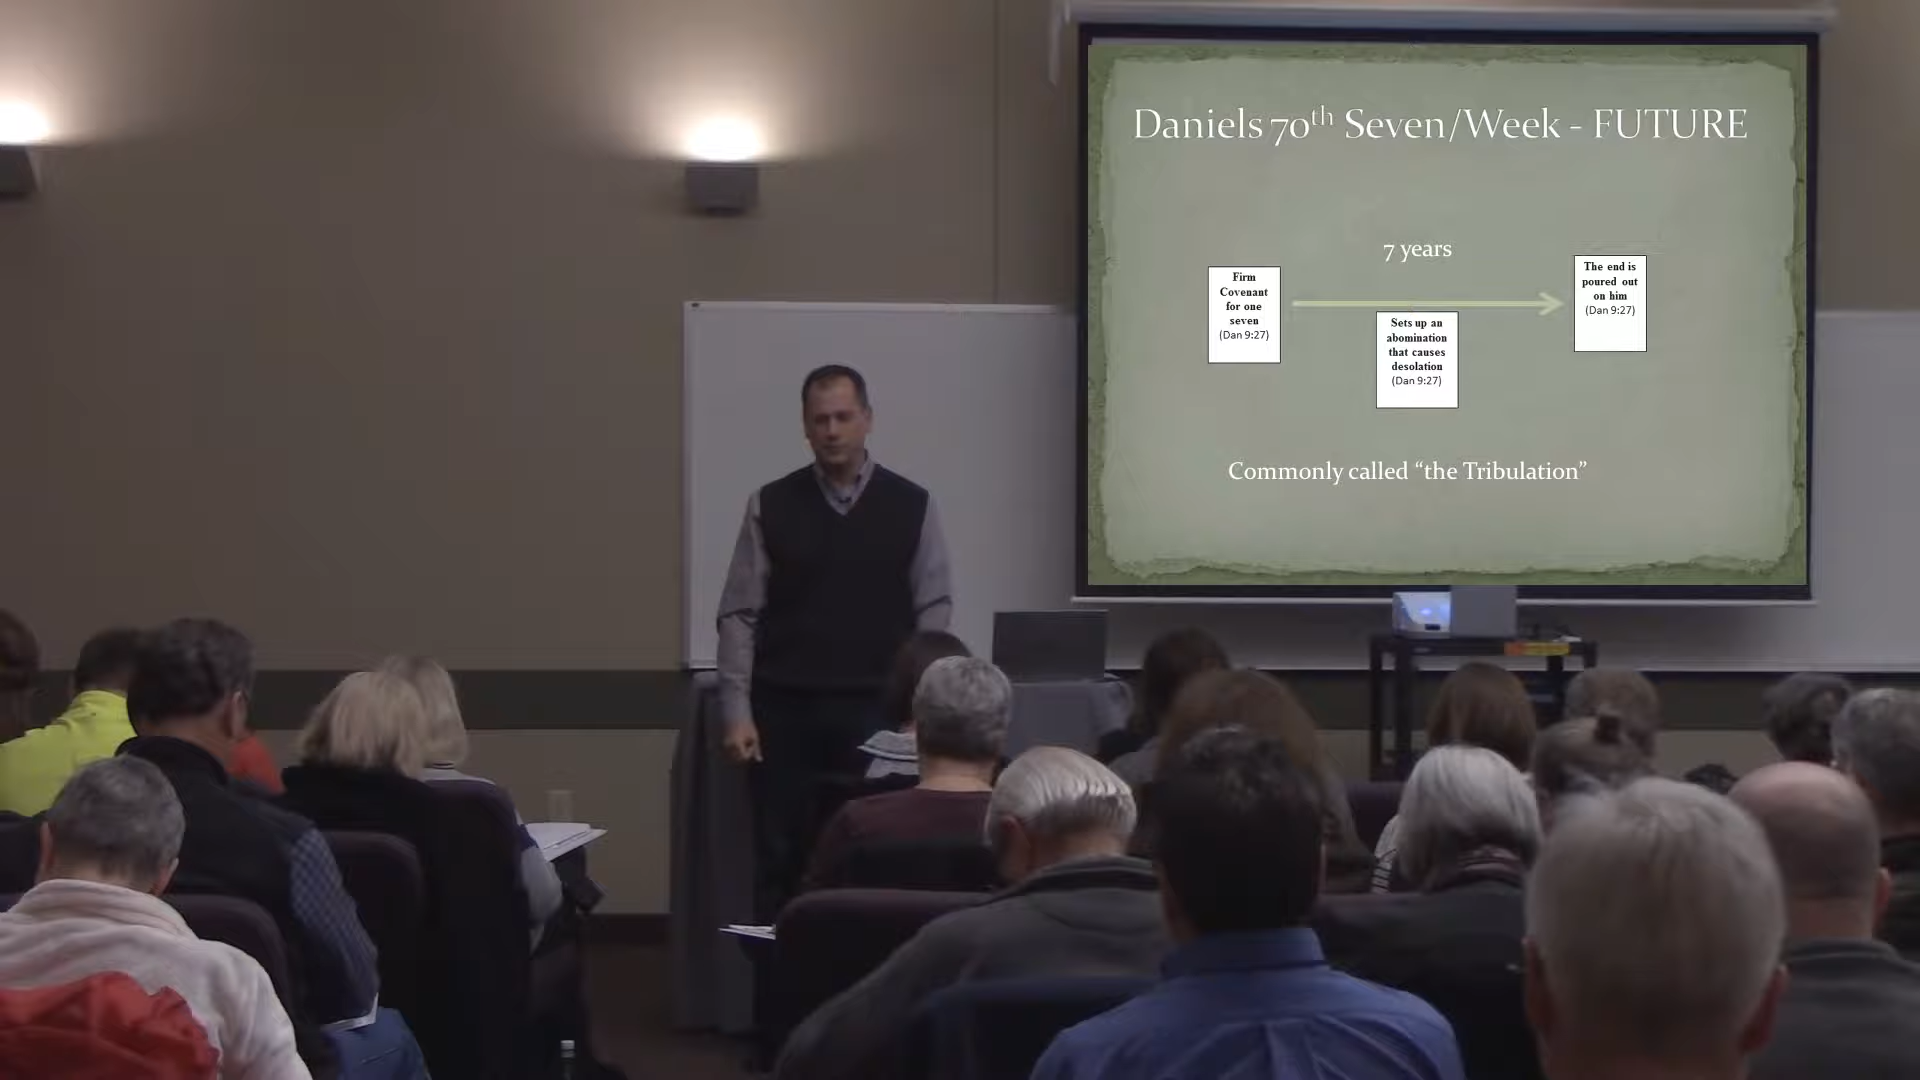 Daniels 70th Seven/Week - FUTURE
7 years
Firm
Covenant
for one
seven
(Dan 9:27)
Sets up an
abomination
that causes
desolation
(Dan 9:27)
The end is
poured out
on him
(Dan 9:27)
Commonly called “the Tribulation”